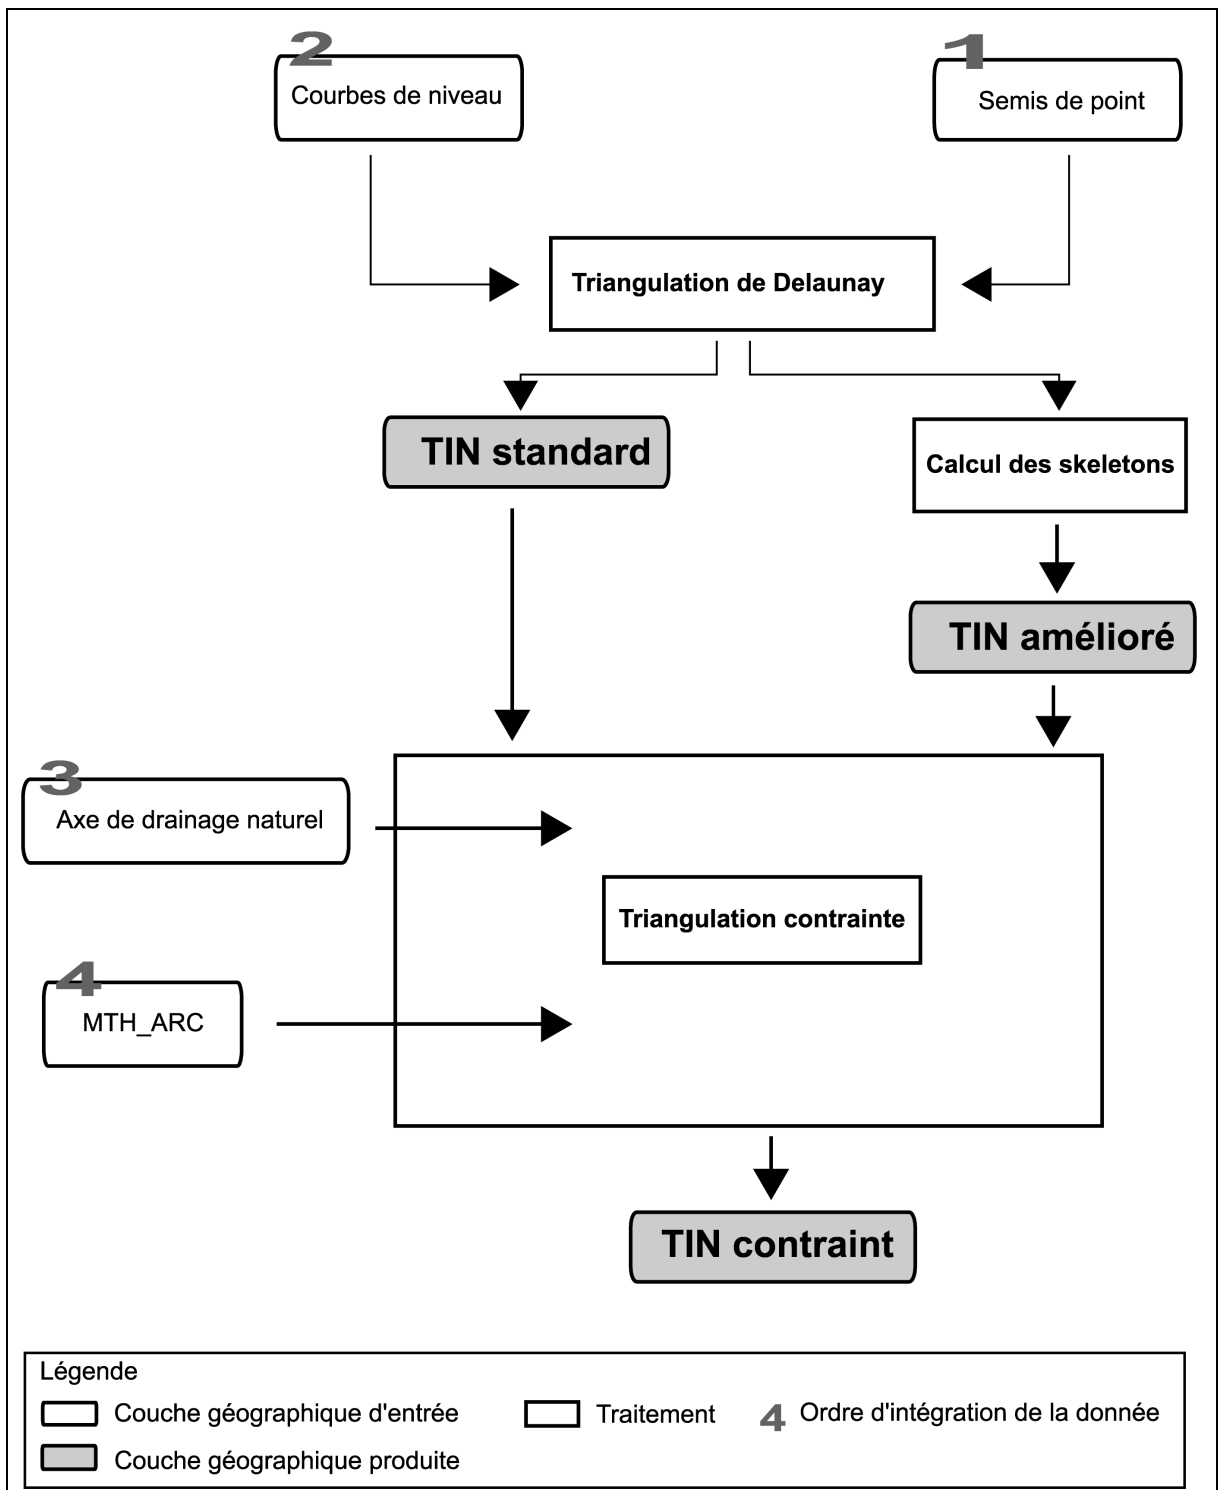 2
Courbes de niveau
1
Semis de point
Triangulation de Delaunay
TIN standard
Calcul des skeletons
TIN amélioré
3
Axe de drainage naturel
Triangulation contrainte
4
MTH_ARC
TIN contraint
Légende
Couche géographique d'entrée
Traitement
4 Ordre d'intégration de la donnée
Couche géographique produite